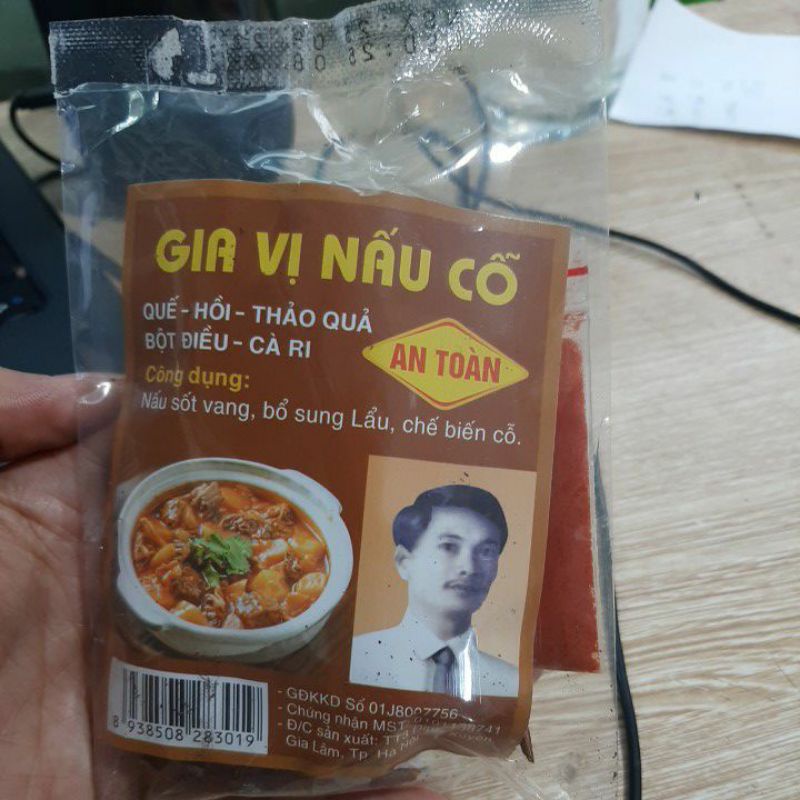 GIA VỊ NẤU CỖ
QUẾ - HỒI - THẢO QUẢ
BỘT ĐIỀU - CÀ RI
AN TOÀN
Công dụng:
Nấu sốt vang, bổ sung Lẩu, chế biến cỗ.
- GĐKKD Số 01J8007756
- Chứng nhận MST:
- Đ/C sản xuất: TT3
Gia Lâm, Tp. Hà Nội
8 938508 283019